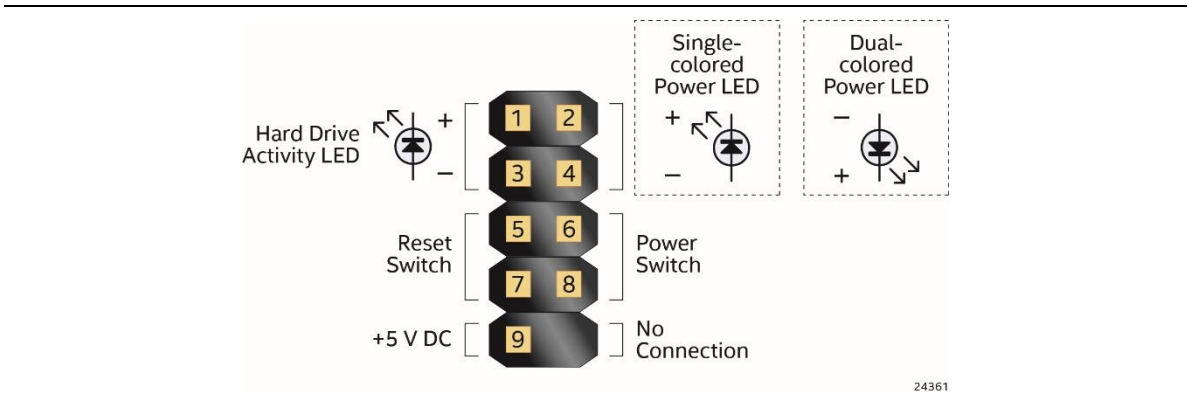 Single-
colored
Power LED
Dual-
colored
Power LED
Hard Drive
Activity LED
+
−
1 2
3 4
+
−
−
+
Reset
Switch
5 6
7 8
Power
Switch
+5 V DC
9
No
Connection
24361